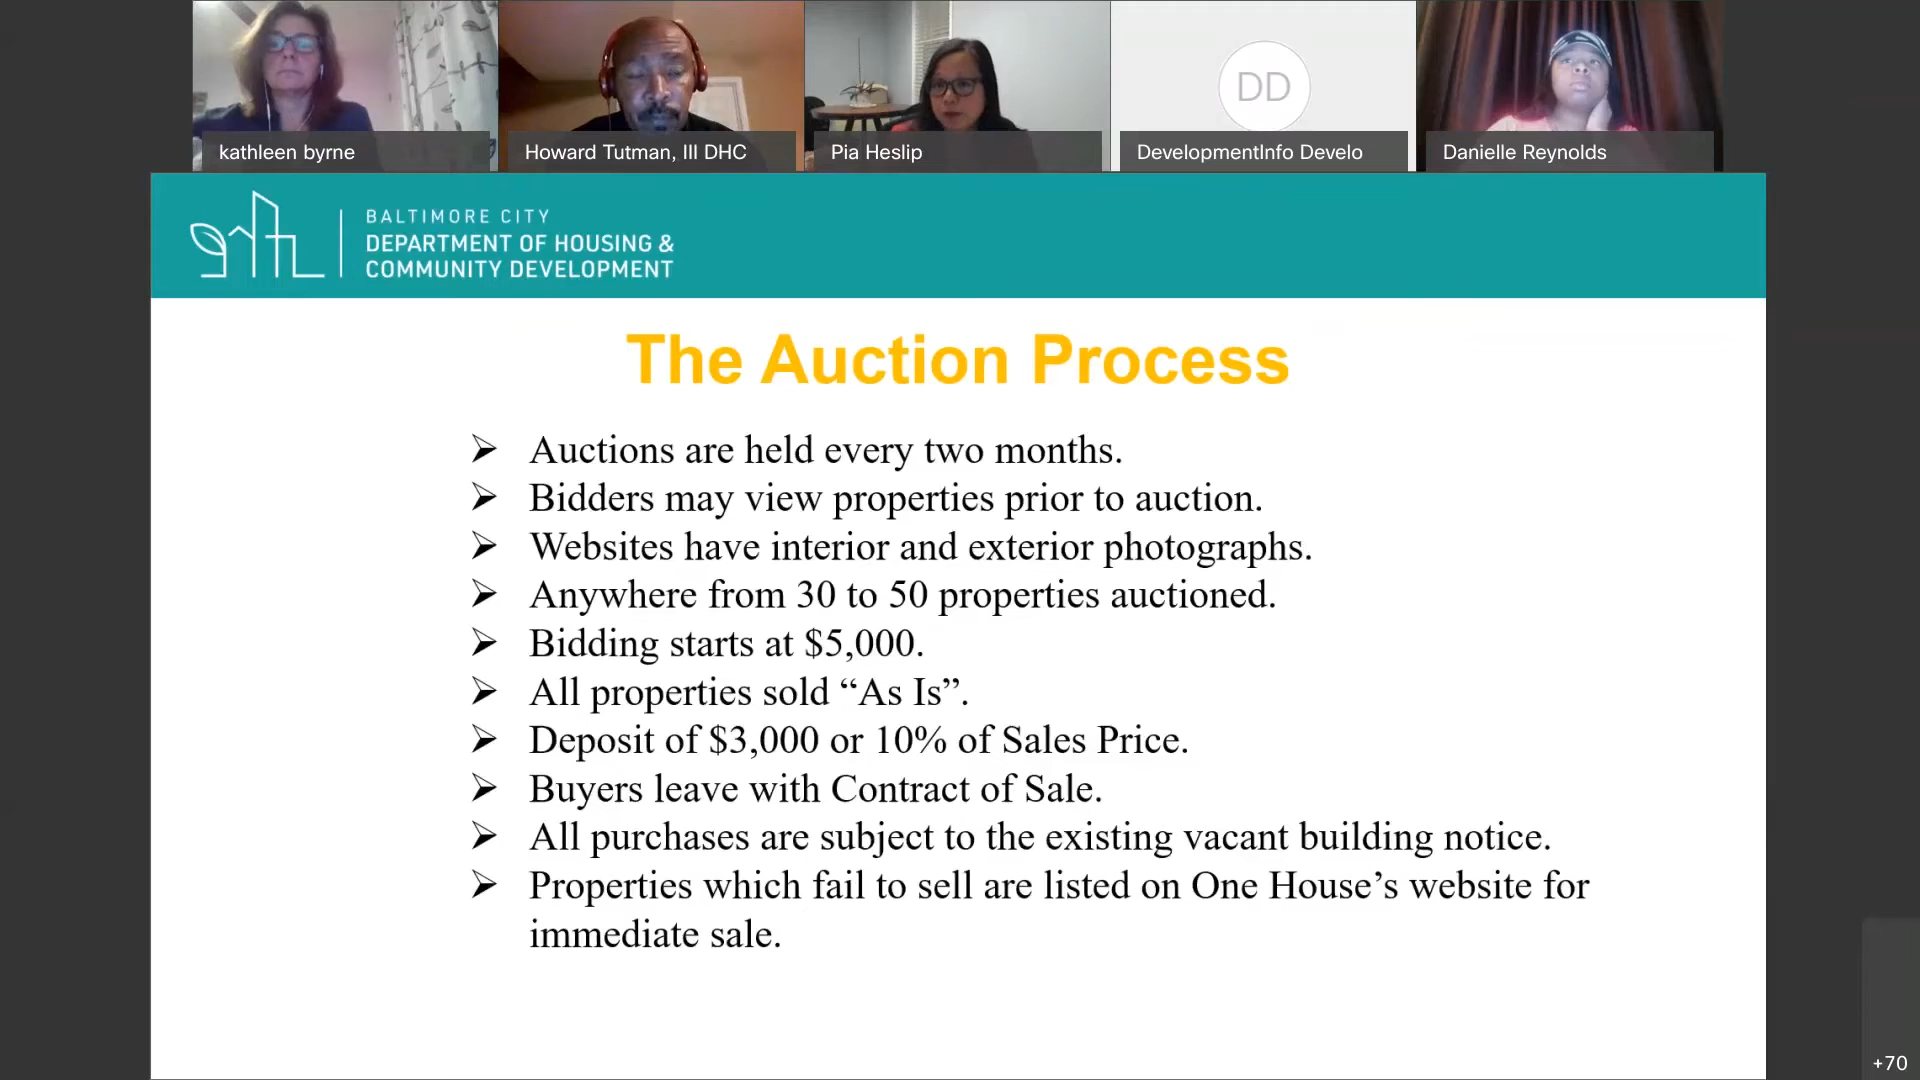 kathleen byrne
Howard Tutman, III DHC
Pia Heslip
DD
DevelopmentInfo Develo
Danielle Reynolds
BALTIMORE CITY
DEPARTMENT OF HOUSING &
COMMUNITY DEVELOPMENT
The Auction Process
Auctions are held every two months.
Bidders may view properties prior to auction.
Websites have interior and exterior photographs.
Anywhere from 30 to 50 properties auctioned.
Bidding starts at $5,000.
All properties sold “As Is”.
Deposit of $3,000 or 10% of Sales Price.
Buyers leave with Contract of Sale.
All purchases are subject to the existing vacant building notice.
Properties which fail to sell are listed on One House’s website for
immediate sale.
+70